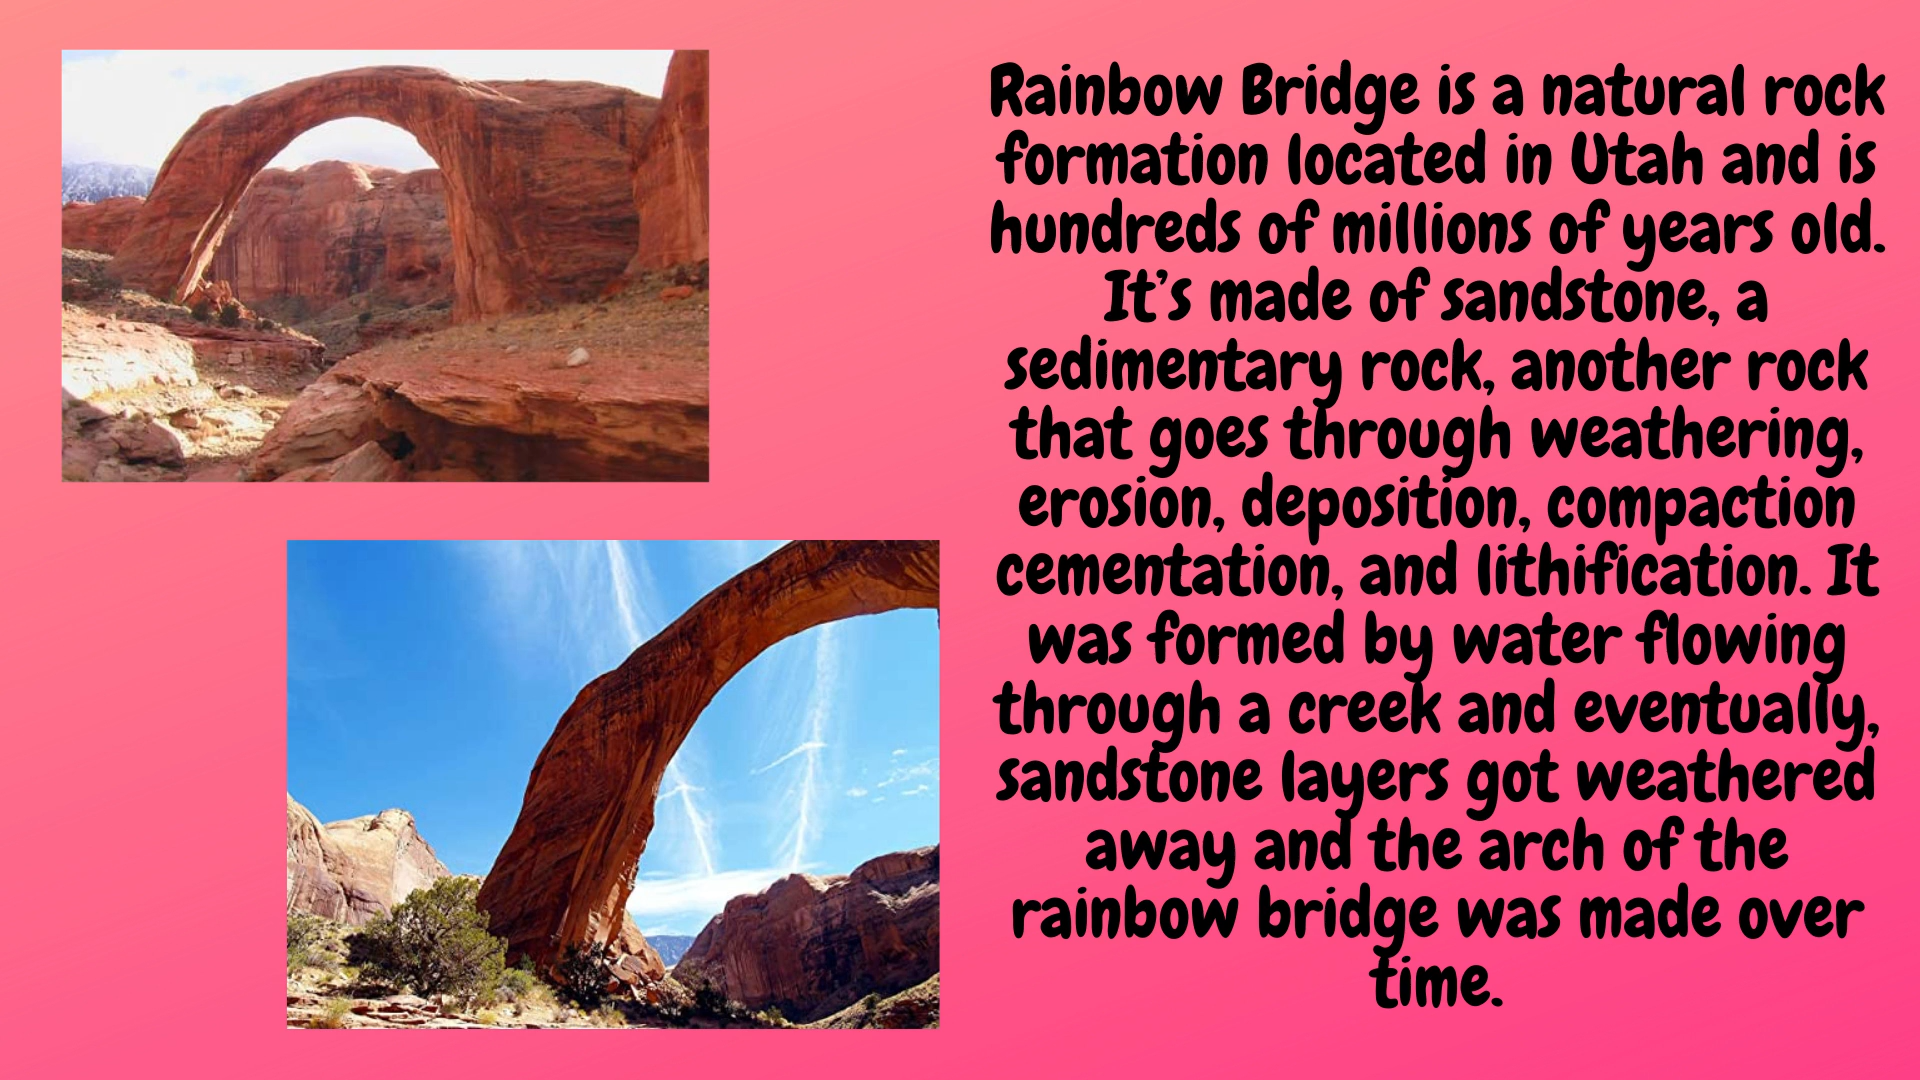 Rainbow Bridge is a natural rock
formation located in Utah and is
hundreds of millions of years old.
It’s made of sandstone, a
sedimentary rock, another rock
that goes through weathering,
erosion, deposition, compaction
cementation, and lithification. It
was formed by water flowing
through a creek and eventually,
sandstone layers got weathered
away and the arch of the
rainbow bridge was made over
time.